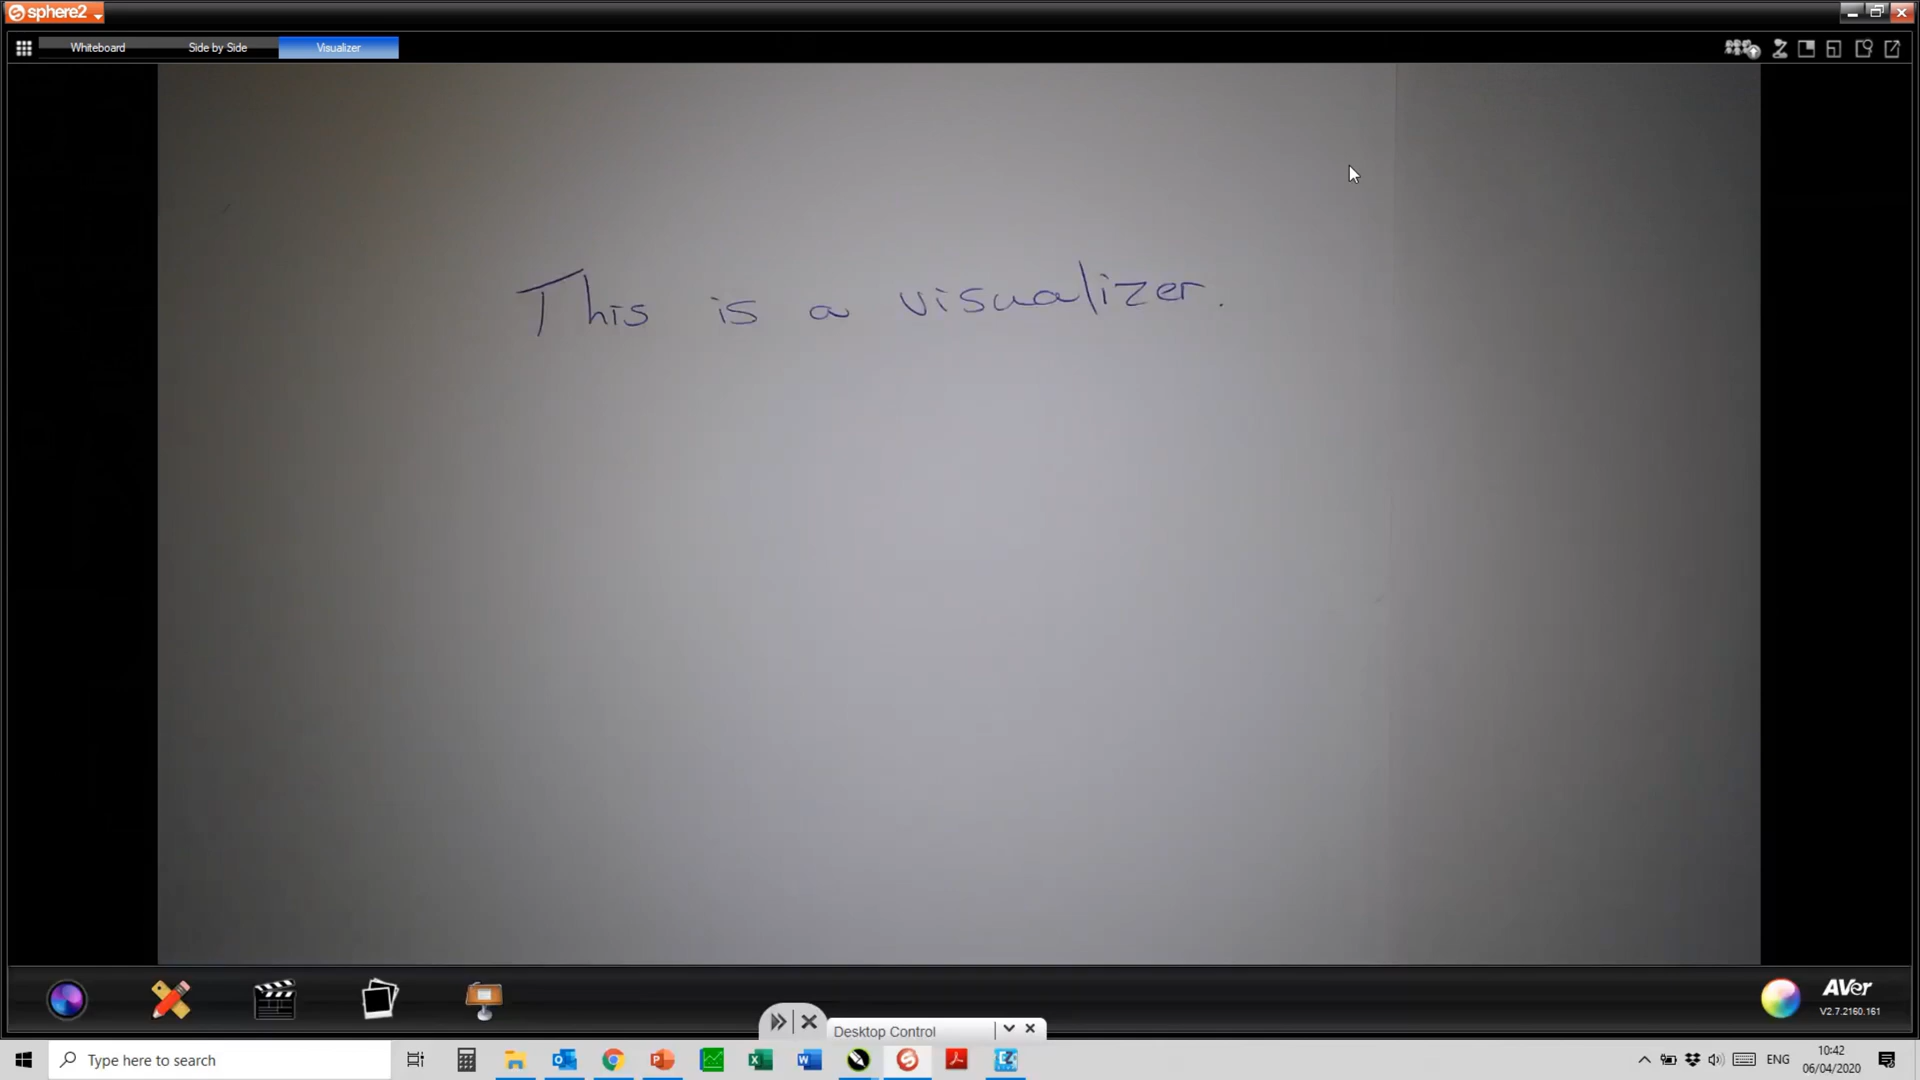 sphere2
Whiteboard Side by Side Visualizer
This is a visualizer.
AVer
V2.7.2160.161
Desktop Control
Type here to search
ENG
10:42
06/04/2020